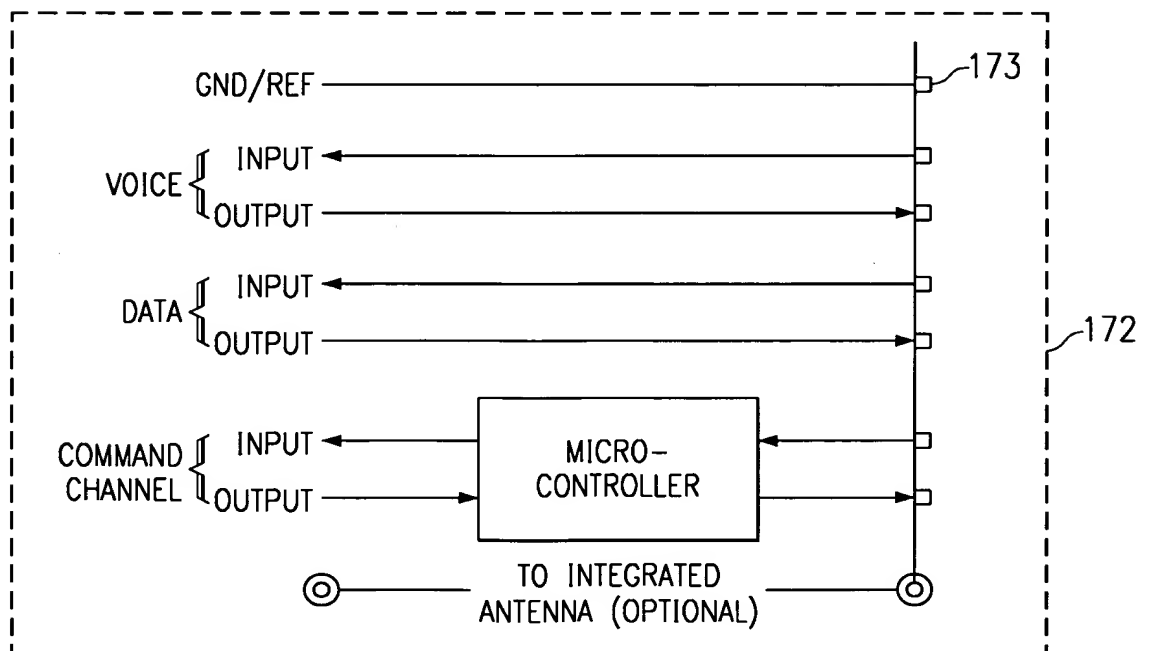 GND/REF
173
VOICE
INPUT
OUTPUT
DATA
INPUT
OUTPUT
172
COMMAND
CHANNEL
INPUT
OUTPUT
MICRO-
CONTROLLER
TO INTEGRATED
ANTENNA (OPTIONAL)